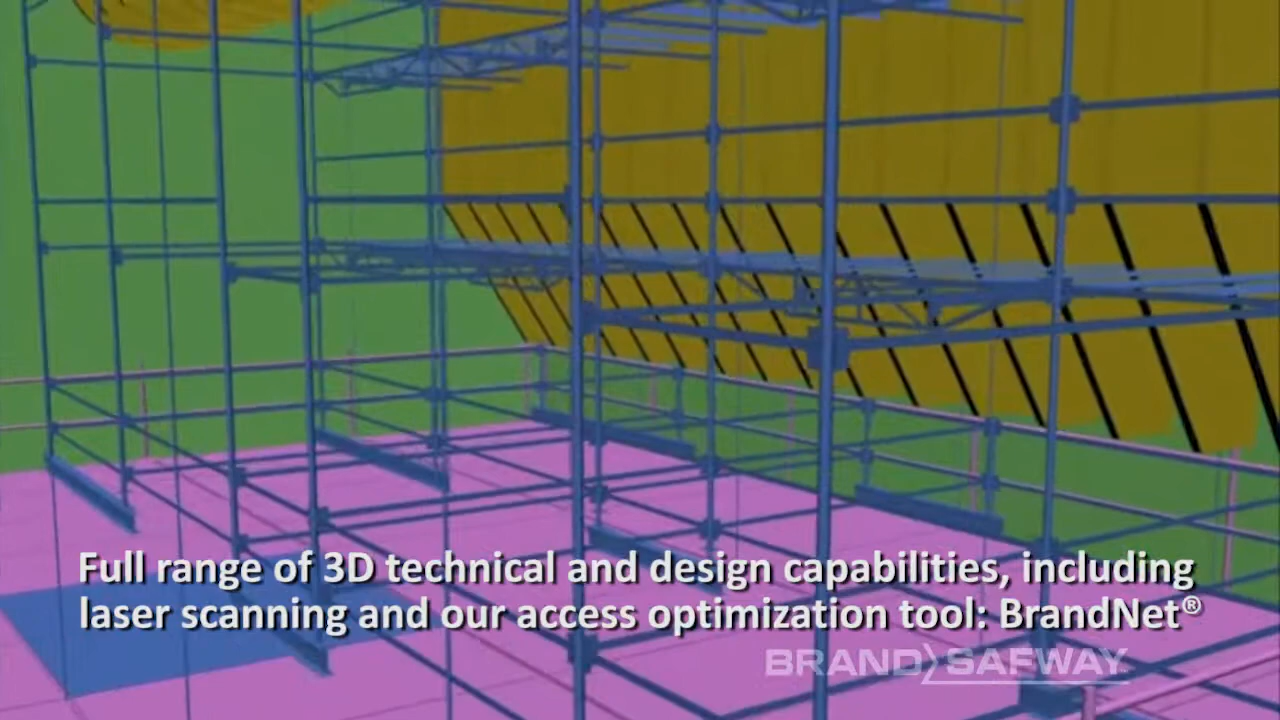 Full range of 3D technical and design capabilities, including
laser scanning and our access optimization tool: BrandNet®
BRAND SAFWAY